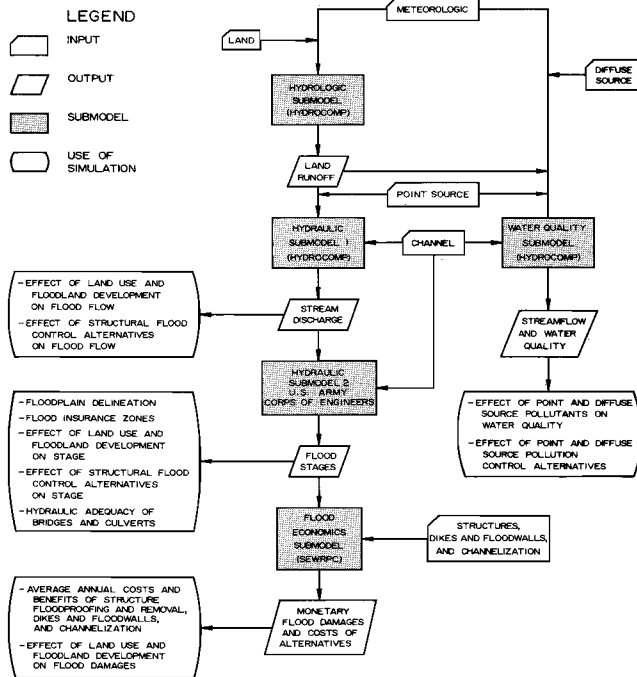 LEGEND
INPUT
OUTPUT
SUBMODEL
USE OF
SIMULATION
METEOROLOGIC
LAND
DIFFUSE
SOURCE
HYDROLOGIC
SUBMODEL
(HYDROCOMP)
LAND
RUNOFF
POINT SOURCE
HYDRAULIC
SUBMODEL 1
(HYDROCOMP)
CHANNEL
WATER QUALITY
SUBMODEL
(HYDROCOMP)
- EFFECT OF LAND USE AND
FLOODLAND DEVELOPMENT
ON FLOOD FLOW
- EFFECT OF STRUCTURAL FLOOD
CONTROL ALTERNATIVES
ON FLOOD FLOW
STREAM
DISCHARGE
STREAMFLOW
AND WATER
QUALITY
HYDRAULIC
SUBMODEL 2
U.S. ARMY
CORPS OF ENGINEERS
- FLOODPLAIN DELINEATION
- FLOOD INSURANCE ZONES
- EFFECT OF LAND USE AND
FLOODLAND DEVELOPMENT
ON STAGE
- EFFECT OF STRUCTURAL FLOOD
CONTROL ALTERNATIVES
ON STAGE
- HYDRAULIC ADEQUACY OF
BRIDGES AND CULVERTS
- EFFECT OF POINT AND DIFFUSE
SOURCE POLLUTANTS ON
WATER QUALITY
- EFFECT OF POINT AND DIFFUSE
SOURCE POLLUTION
CONTROL ALTERNATIVES
FLOOD
STAGES
FLOOD
ECONOMICS
SUBMODEL
(SEWRPC)
STRUCTURES,
DIKES AND FLOODWALLS,
AND CHANNELIZATION
- AVERAGE ANNUAL COSTS AND
BENEFITS OF STRUCTURE
FLOODPROOFING AND REMOVAL,
DIKES AND FLOODWALLS,
AND CHANNELIZATION
- EFFECT OF LAND USE AND
FLOODLAND DEVELOPMENT
ON FLOOD DAMAGES
MONETARY
FLOOD DAMAGES
AND COSTS OF
ALTERNATIVES